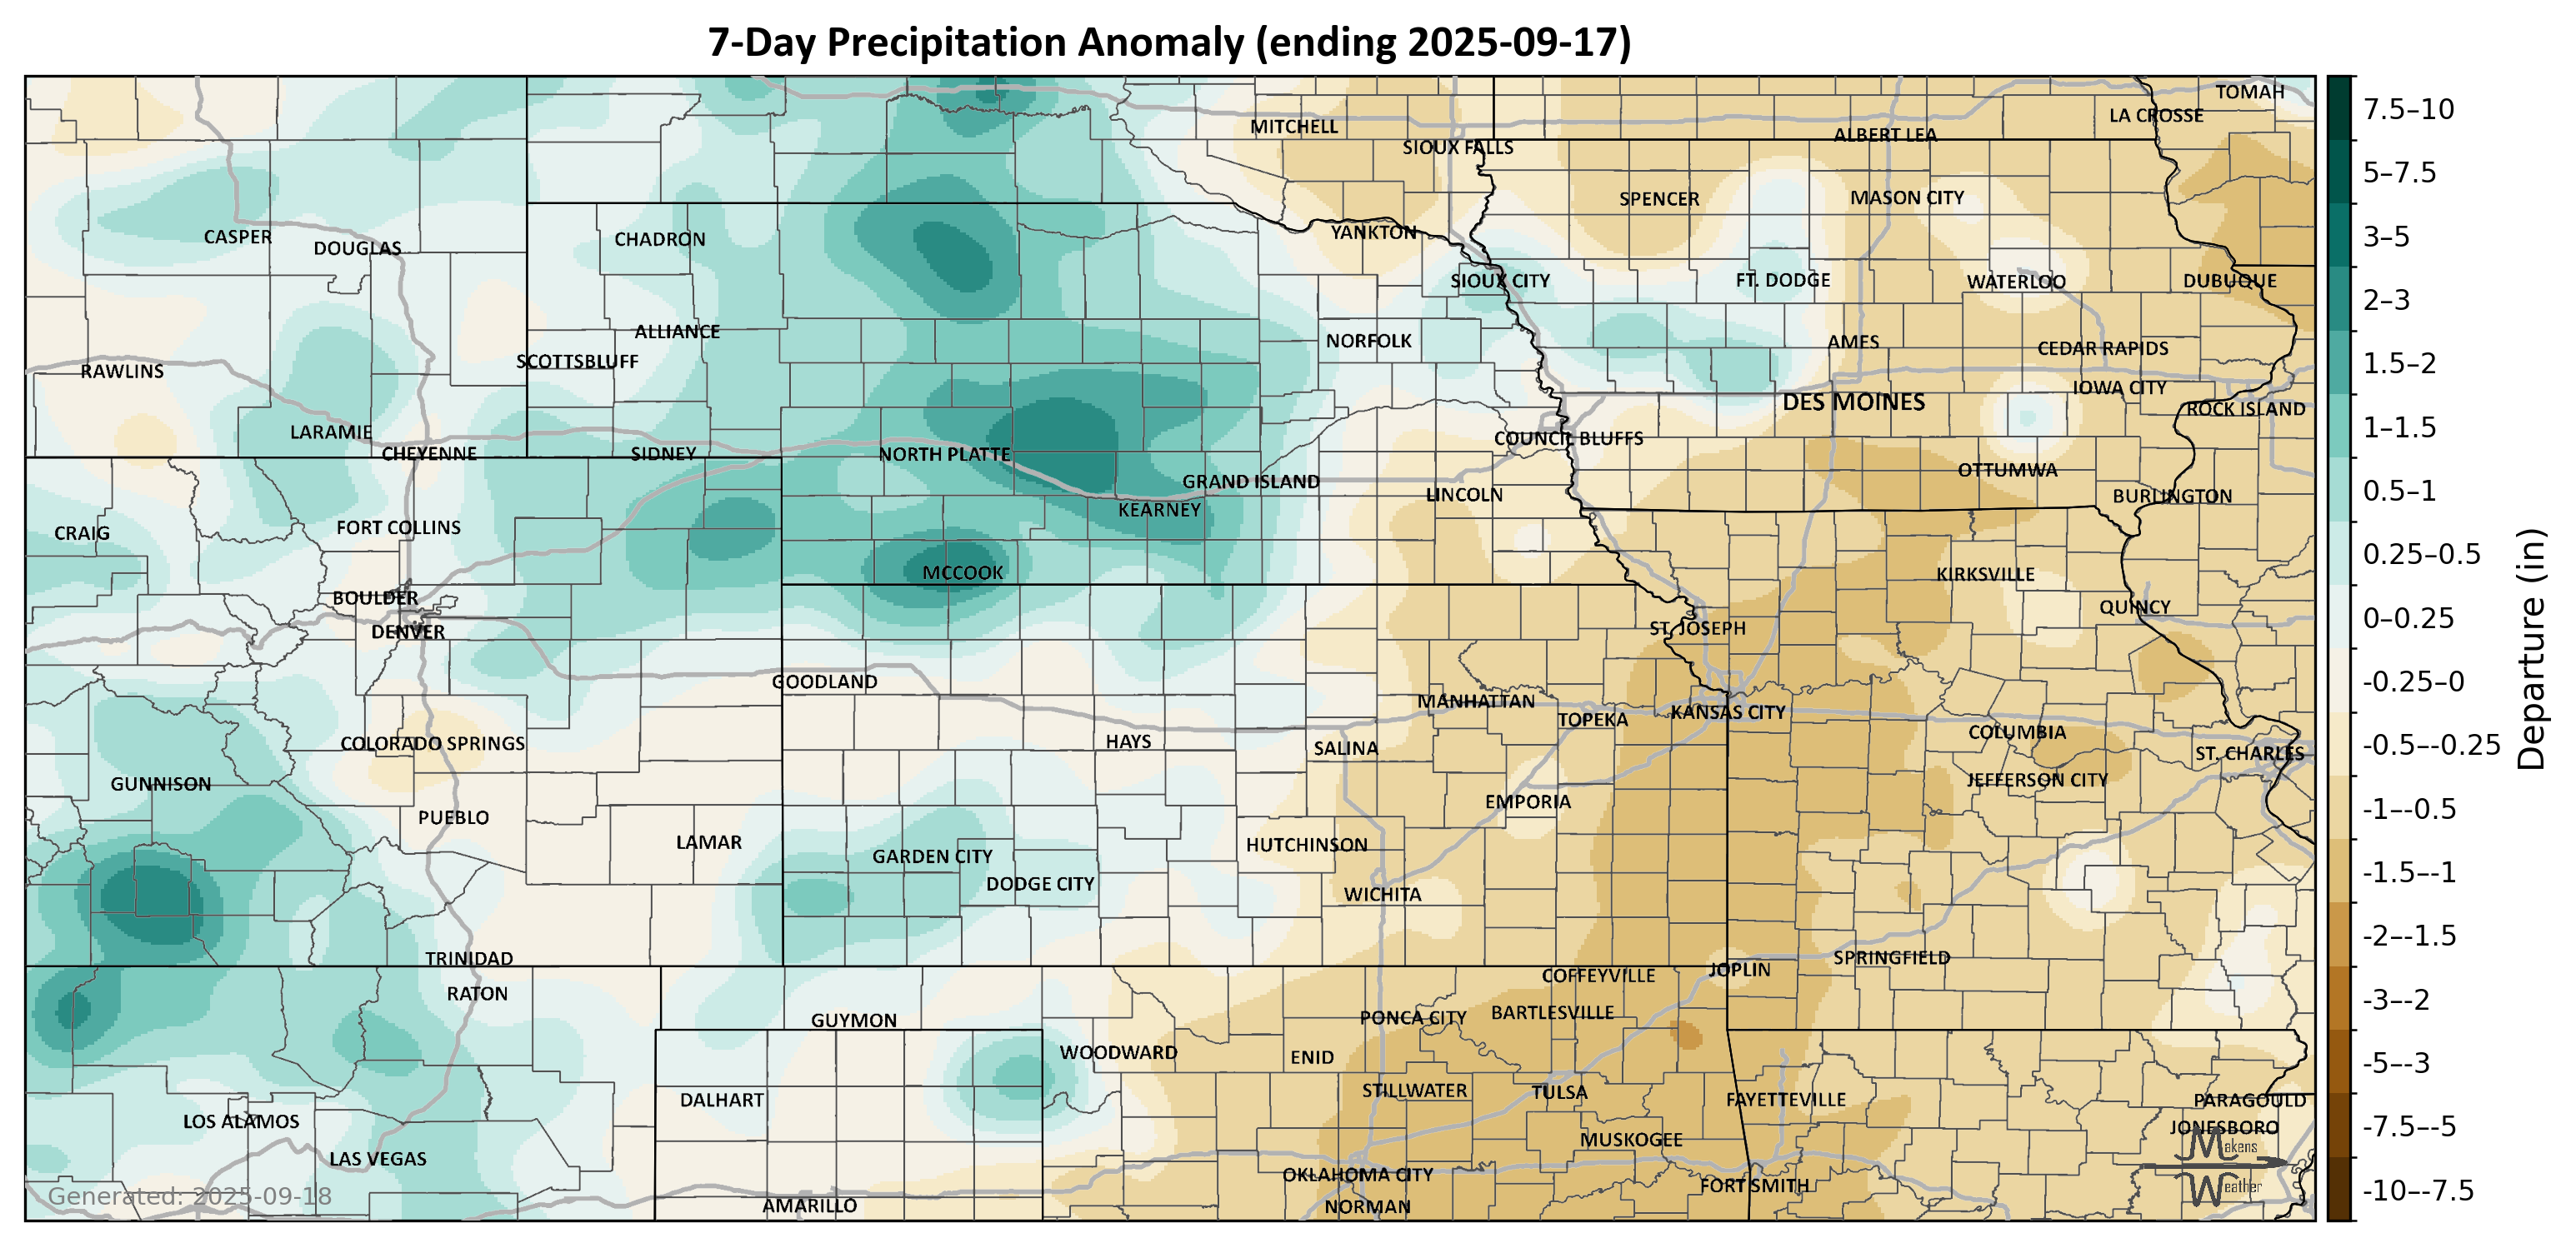 7-Day Precipitation Anomaly (ending 2025-09-17)
TOMAH
LA CROSSE
MITCHELL
ALBERT LEA
SIOUX FALLS
SPENCER
MASON CITY
YANKTON
CASPER
DOUGLAS
CHADRON
SIOUX CITY
FT. DODGE
WATERLOO
DUBUQUE
ALLIANCE
NORFOLK
AMES
CEDAR RAPIDS
SCOTTSBLUFF
RAWLINS
IOWA CITY
DES MOINES
ROCK ISLAND
LARAMIE
COUNCIL BLUFFS
CHEYENNE
SIDNEY
NORTH PLATTE
OTTUMWA
GRAND ISLAND
LINCOLN
BURLINGTON
KEARNEY
CRAIG
FORT COLLINS
MCCOOK
KIRKSVILLE
BOULDER
QUINCY
DENVER
ST. JOSEPH
GOODLAND
MANHATTAN
TOPEKA
KANSAS CITY
COLUMBIA
COLORADO SPRINGS
HAYS
SALINA
ST. CHARLES
GUNNISON
JEFFERSON CITY
EMPORIA
PUEBLO
LAMAR
HUTCHINSON
GARDEN CITY
DODGE CITY
WICHITA
TRINIDAD
SPRINGFIELD
JOPLIN
COFFEYVILLE
RATON
BARTLESVILLE
GUYMON
PONCA CITY
WOODWARD
ENID
STILLWATER
TULSA
DALHART
FAYETTEVILLE
PARAGOULD
LOS ALAMOS
JONESBORO
MUSKOGEE
LAS VEGAS
OKLAHOMA CITY
FORT SMITH
AMARILLO
NORMAN
Generated: 2025-09-18
Makens
Weather
7.5–10
5–7.5
3–5
2–3
1.5–2
1–1.5
0.5–1
0.25–0.5
0–0.25
-0.25–0
-0.5–-0.25
-1–-0.5
-1.5–-1
-2–-1.5
-3–-2
-5–-3
-7.5–-5
-10–-7.5
Departure (in)